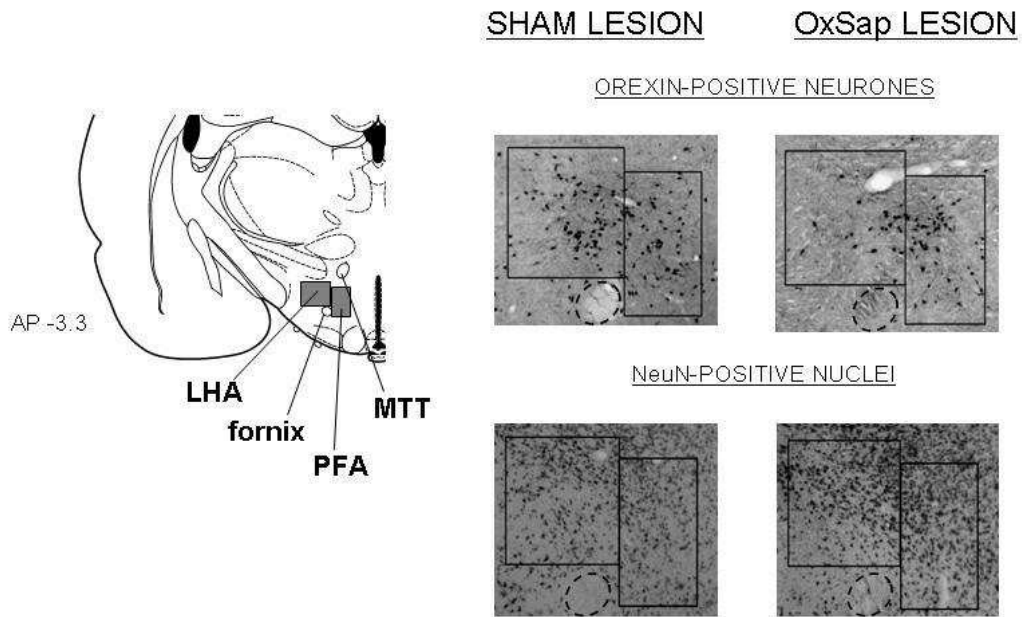 SHAM LESION OxSap LESION
OREXIN-POSITIVE NEURONES
AP -3.3
LHA
MTT
fornix
PFA
NeuN-POSITIVE NUCLEI